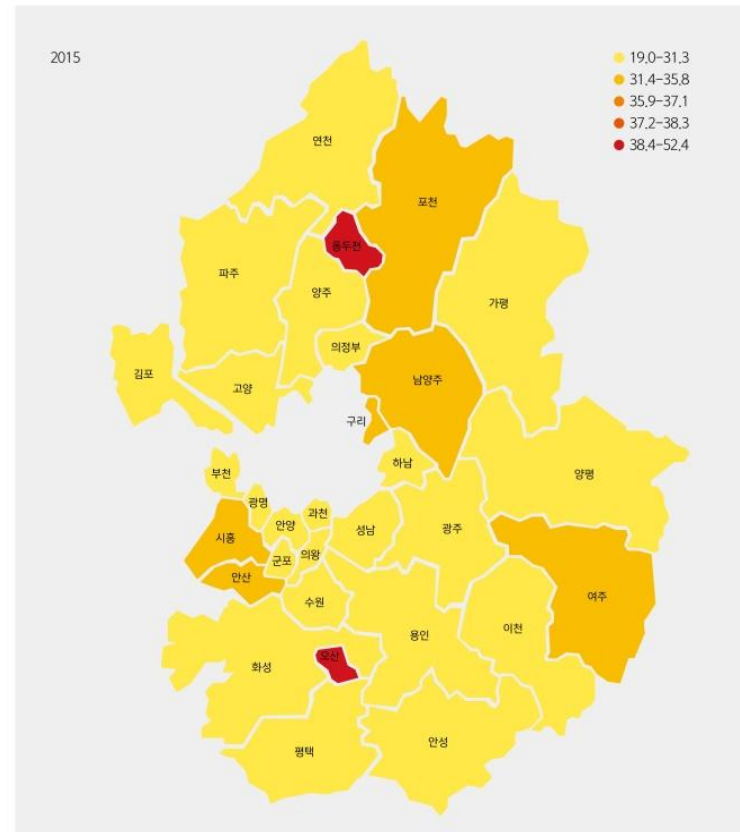 2015
19.0-31.3
31.4-35.8
35.9-37.1
37.2-38.3
38.4-52.4
연천
포천
동두천
파주
양주
가평
의정부
김포
고양
남양주
구리
하남
양평
부천
광명
과천
안양
성남
광주
시흥
군포
의왕
안산
수원
여주
용인
이천
오산
화성
안성
평택